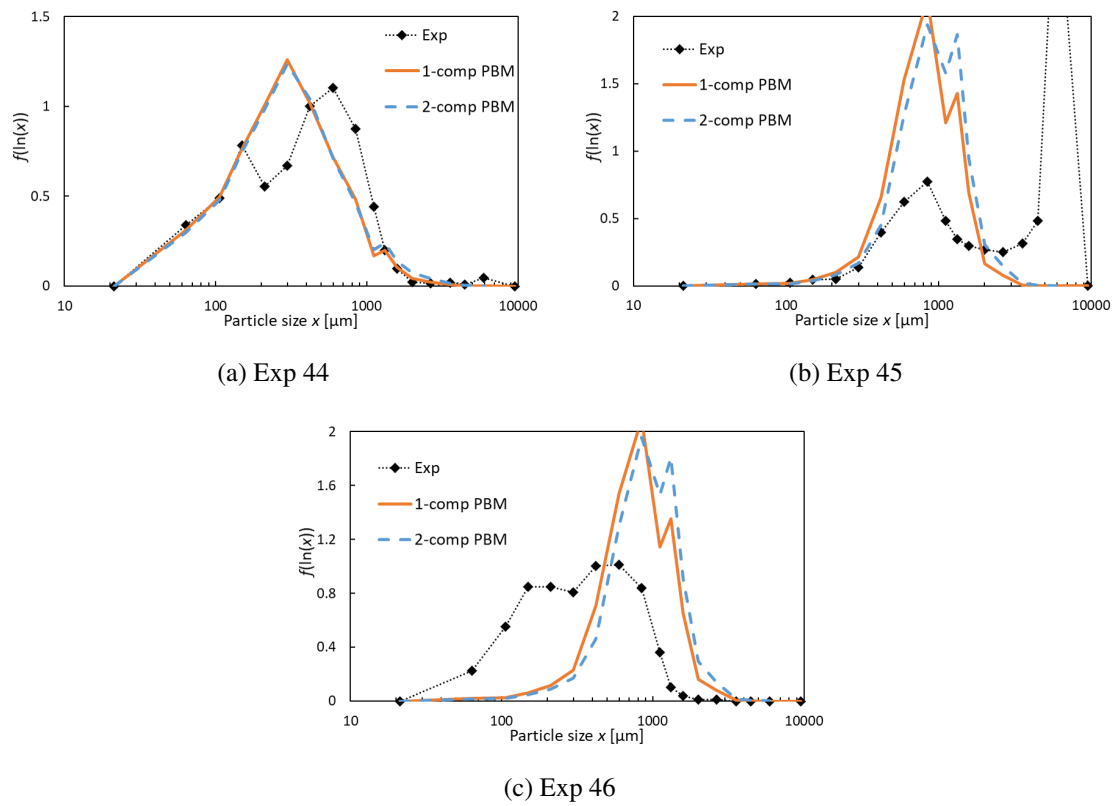 1.5
1
0.5
0
f(ln(x))
10
100
1000
10000
Particle size x [µm]
Exp
1-comp PBM
2-comp PBM
(a) Exp 44
2
1.5
1
0.5
0
f(ln(x))
10
100
1000
10000
Particle size x [µm]
Exp
1-comp PBM
2-comp PBM
(b) Exp 45
2
1.6
1.2
0.8
0.4
0
f(ln(x))
10
100
1000
10000
Particle size x [µm]
Exp
1-comp PBM
2-comp PBM
(c) Exp 46